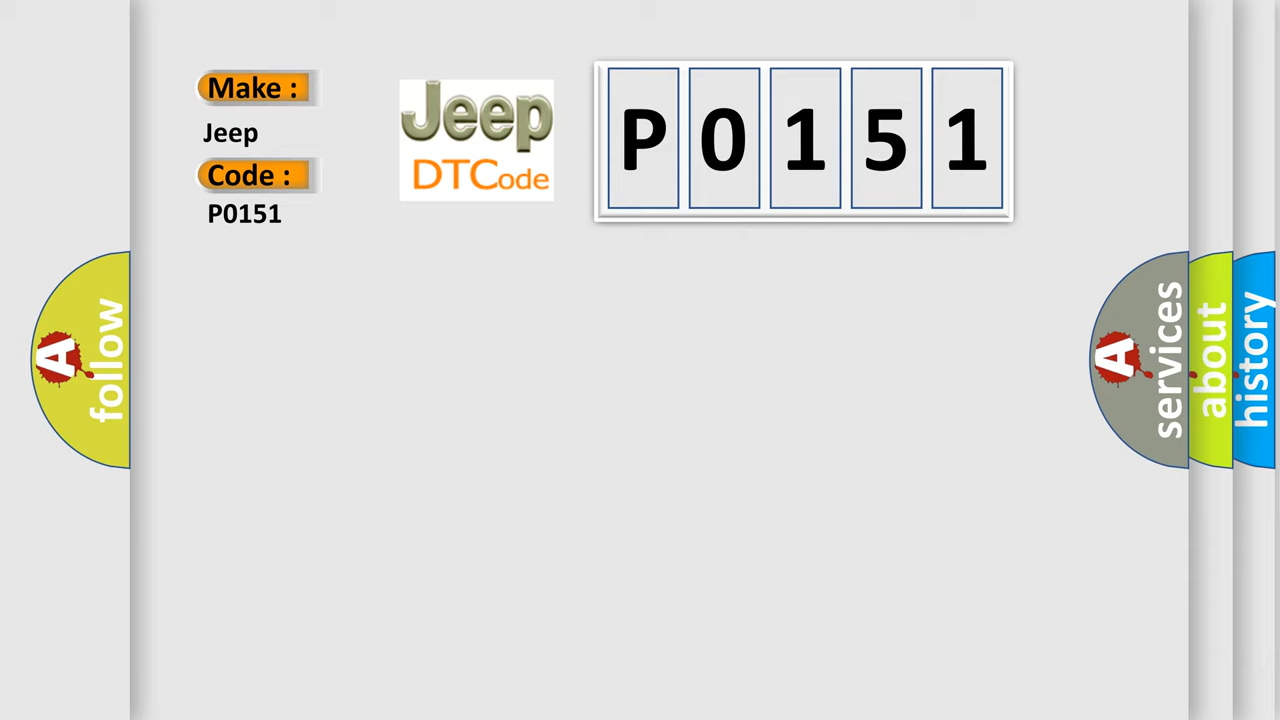 Make :
Jeep
Code :
P0151
Jeep
DTCode
P 0 1 5 1
A follow
A services
about
history